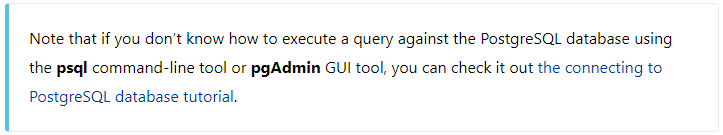 Note that if you don’t know how to execute a query against the PostgreSQL database using
the psql command-line tool or pgAdmin GUI tool, you can check it out the connecting to
PostgreSQL database tutorial.